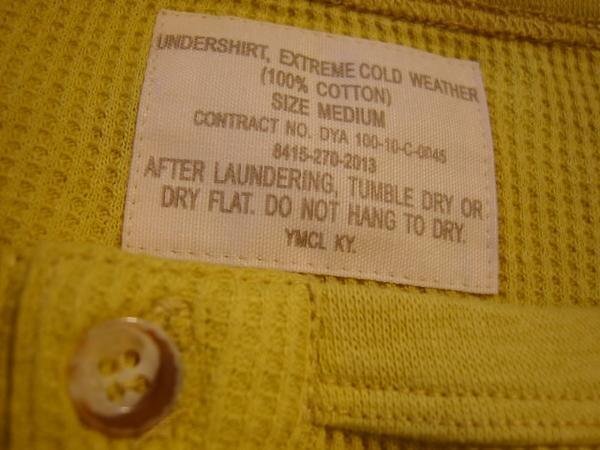 UNDERSHIRT, EXTREME COLD WEATHER
(100% COTTON)
SIZE MEDIUM
CONTRACT NO. DYA 100-10-C-0045
8415-270-2013
AFTER LAUNDERING, TUMBLE DRY OR
DRY FLAT. DO NOT HANG TO DRY.
YMCL KY.